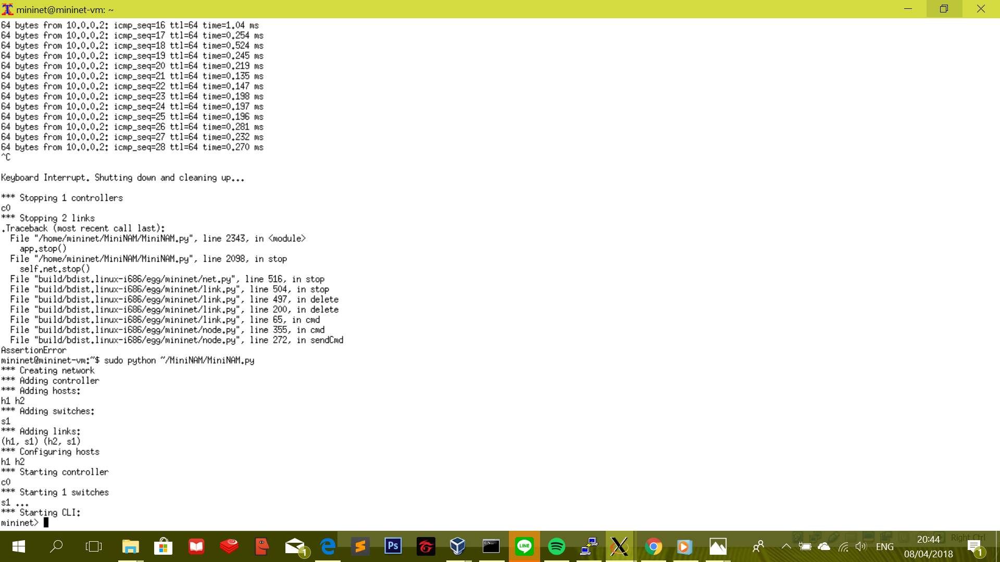 mininet@mininet-vm: ~
64 bytes from 10.0.0.2: icmp_seq=16 ttl=64 time=1.04 ms
64 bytes from 10.0.0.2: icmp_seq=17 ttl=64 time=0.254 ms
64 bytes from 10.0.0.2: icmp_seq=18 ttl=64 time=0.524 ms
64 bytes from 10.0.0.2: icmp_seq=19 ttl=64 time=0.245 ms
64 bytes from 10.0.0.2: icmp_seq=20 ttl=64 time=0.219 ms
64 bytes from 10.0.0.2: icmp_seq=21 ttl=64 time=0.135 ms
64 bytes from 10.0.0.2: icmp_seq=22 ttl=64 time=0.147 ms
64 bytes from 10.0.0.2: icmp_seq=23 ttl=64 time=0.198 ms
64 bytes from 10.0.0.2: icmp_seq=24 ttl=64 time=0.197 ms
64 bytes from 10.0.0.2: icmp_seq=25 ttl=64 time=0.196 ms
64 bytes from 10.0.0.2: icmp_seq=26 ttl=64 time=0.281 ms
64 bytes from 10.0.0.2: icmp_seq=27 ttl=64 time=0.232 ms
64 bytes from 10.0.0.2: icmp_seq=28 ttl=64 time=0.270 ms
^C
Keyboard Interrupt. Shutting down and cleaning up...
*** Stopping 1 controllers
c0
*** Stopping 2 links
.Traceback (most recent call last):
  File "/home/mininet/MiniNAM/MiniNAM.py", line 2343, in <module>
    app.stop()
  File "/home/mininet/MiniNAM/MiniNAM.py", line 2098, in stop
    self.net.stop()
  File "build/bdist.linux-i686/egg/mininet/net.py", line 516, in stop
  File "build/bdist.linux-i686/egg/mininet/link.py", line 504, in stop
  File "build/bdist.linux-i686/egg/mininet/link.py", line 497, in delete
  File "build/bdist.linux-i686/egg/mininet/link.py", line 200, in delete
  File "build/bdist.linux-i686/egg/mininet/link.py", line 65, in cmd
  File "build/bdist.linux-i686/egg/mininet/node.py", line 355, in cmd
  File "build/bdist.linux-i686/egg/mininet/node.py", line 272, in sendCmd
AssertionError
mininet@mininet-vm:~$ sudo python ~/MiniNAM/MiniNAM.py
*** Creating network
*** Adding controller
*** Adding hosts:
h1 h2
*** Adding switches:
s1
*** Adding links:
(h1, s1) (h2, s1)
*** Configuring hosts
h1 h2
*** Starting controller
c0
*** Starting 1 switches
s1 ...
*** Starting CLI:
mininet>
Right Ctrl
1
Ps
C:\
LINE
ENG
20:44
08/04/2018
1